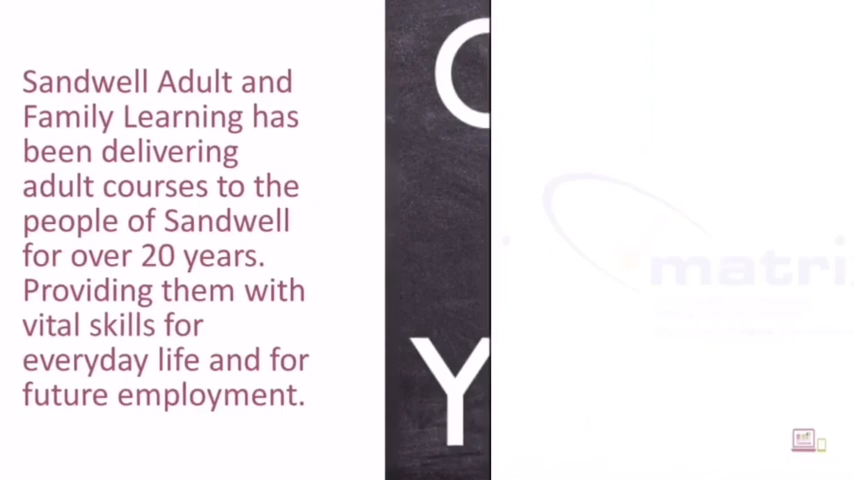 Sandwell Adult and
Family Learning has
been delivering
adult courses to the
people of Sandwell
for over 20 years.
Providing them with
vital skills for
everyday life and for
future employment.
Y
matri